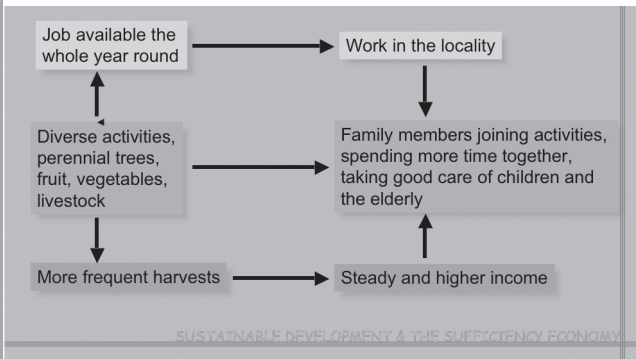 Job available the
whole year round
Work in the locality
Diverse activities,
perennial trees,
fruit, vegetables,
livestock
Family members joining activities,
spending more time together,
taking good care of children and
the elderly
More frequent harvests
Steady and higher income
SUSTAINABLE DEVELOPMENT & THE SUFFICIENCY ECONOMY